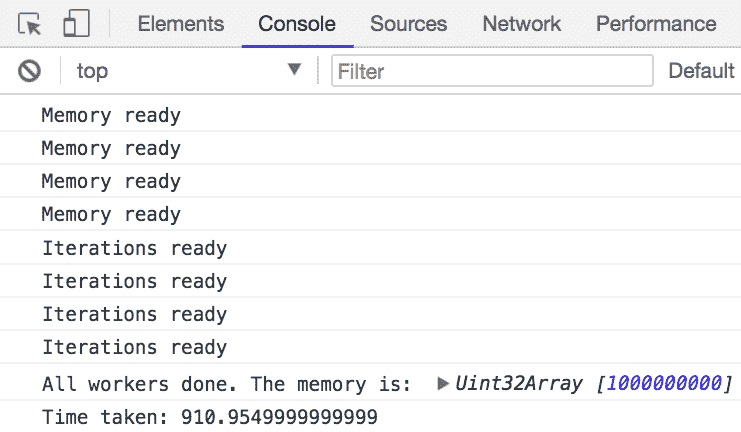 Elements Console Sources Network Performance
top ▼ Filter Default
Memory ready
Memory ready
Memory ready
Memory ready
Iterations ready
Iterations ready
Iterations ready
Iterations ready
All workers done. The memory is: ▶Uint32Array [1000000000]
Time taken: 910.9549999999999